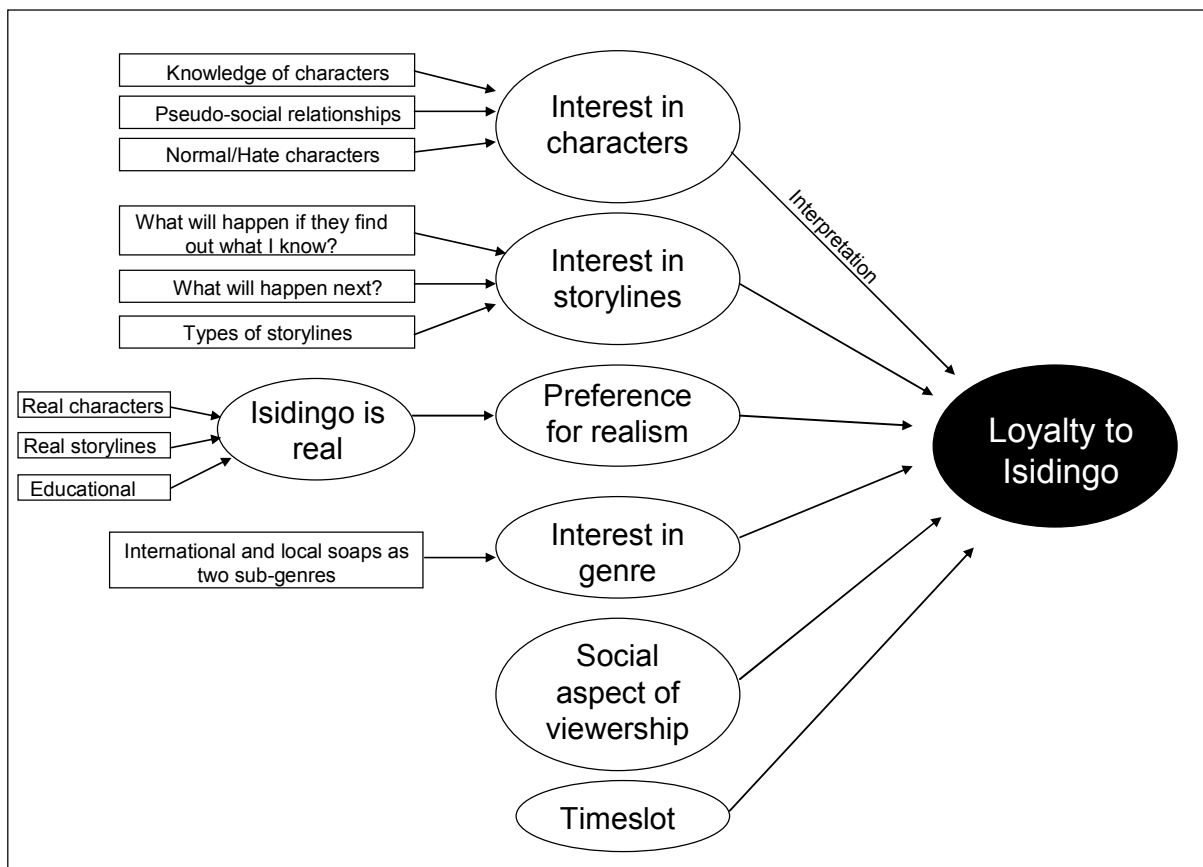 Knowledge of characters
Pseudo-social relationships
Normal/Hate characters
Interest in
characters
Interpretation
What will happen if they find
out what I know?
What will happen next?
Types of storylines
Interest in
storylines
Real characters
Real storylines
Educational
Isidingo is
real
Preference
for realism
Loyalty to
Isidingo
International and local soaps as
two sub-genres
Interest in
genre
Social
aspect of
viewership
Timeslot